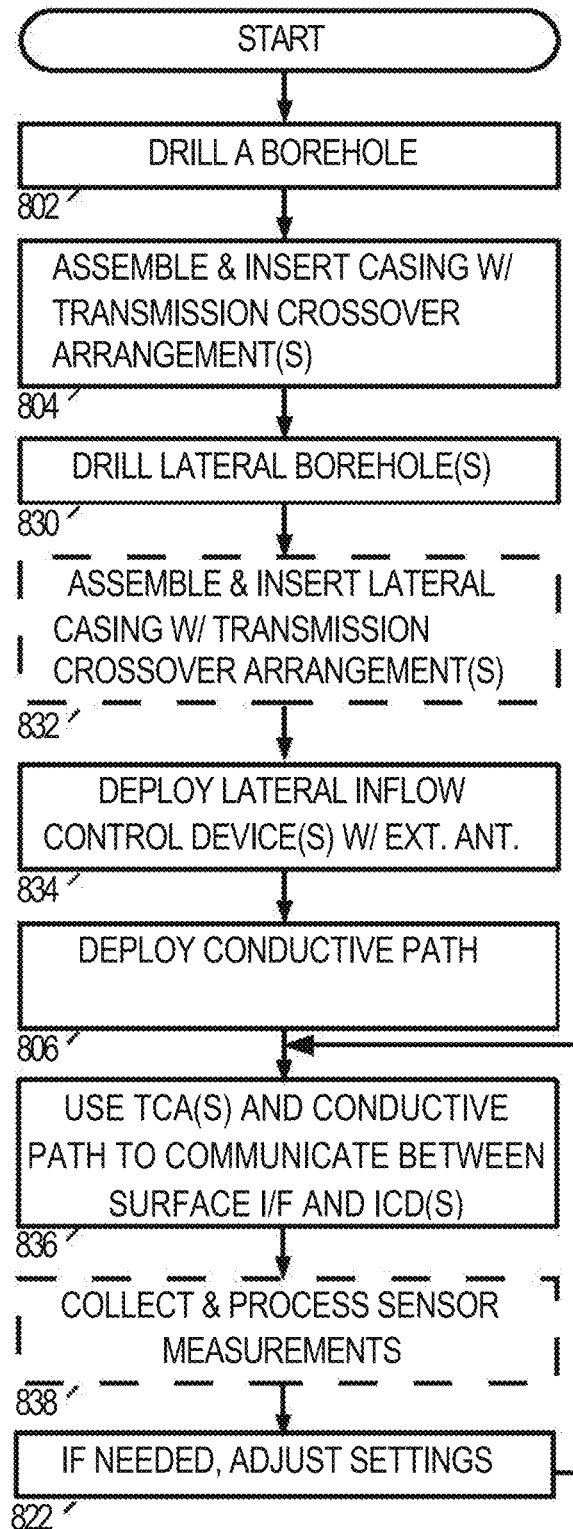 START
DRILL A BOREHOLE
802
ASSEMBLE & INSERT CASING W/
TRANSMISSION CROSSOVER
ARRANGEMENT(S)
804
DRILL LATERAL BOREHOLE(S)
830
ASSEMBLE & INSERT LATERAL
CASING W/ TRANSMISSION
CROSSOVER ARRANGEMENT(S)
832
DEPLOY LATERAL INFLOW
CONTROL DEVICE(S) W/ EXT. ANT.
834
DEPLOY CONDUCTIVE PATH
806
USE TCA(S) AND CONDUCTIVE
PATH TO COMMUNICATE BETWEEN
SURFACE I/F AND ICD(S)
836
COLLECT & PROCESS SENSOR
MEASUREMENTS
838
IF NEEDED, ADJUST SETTINGS
822